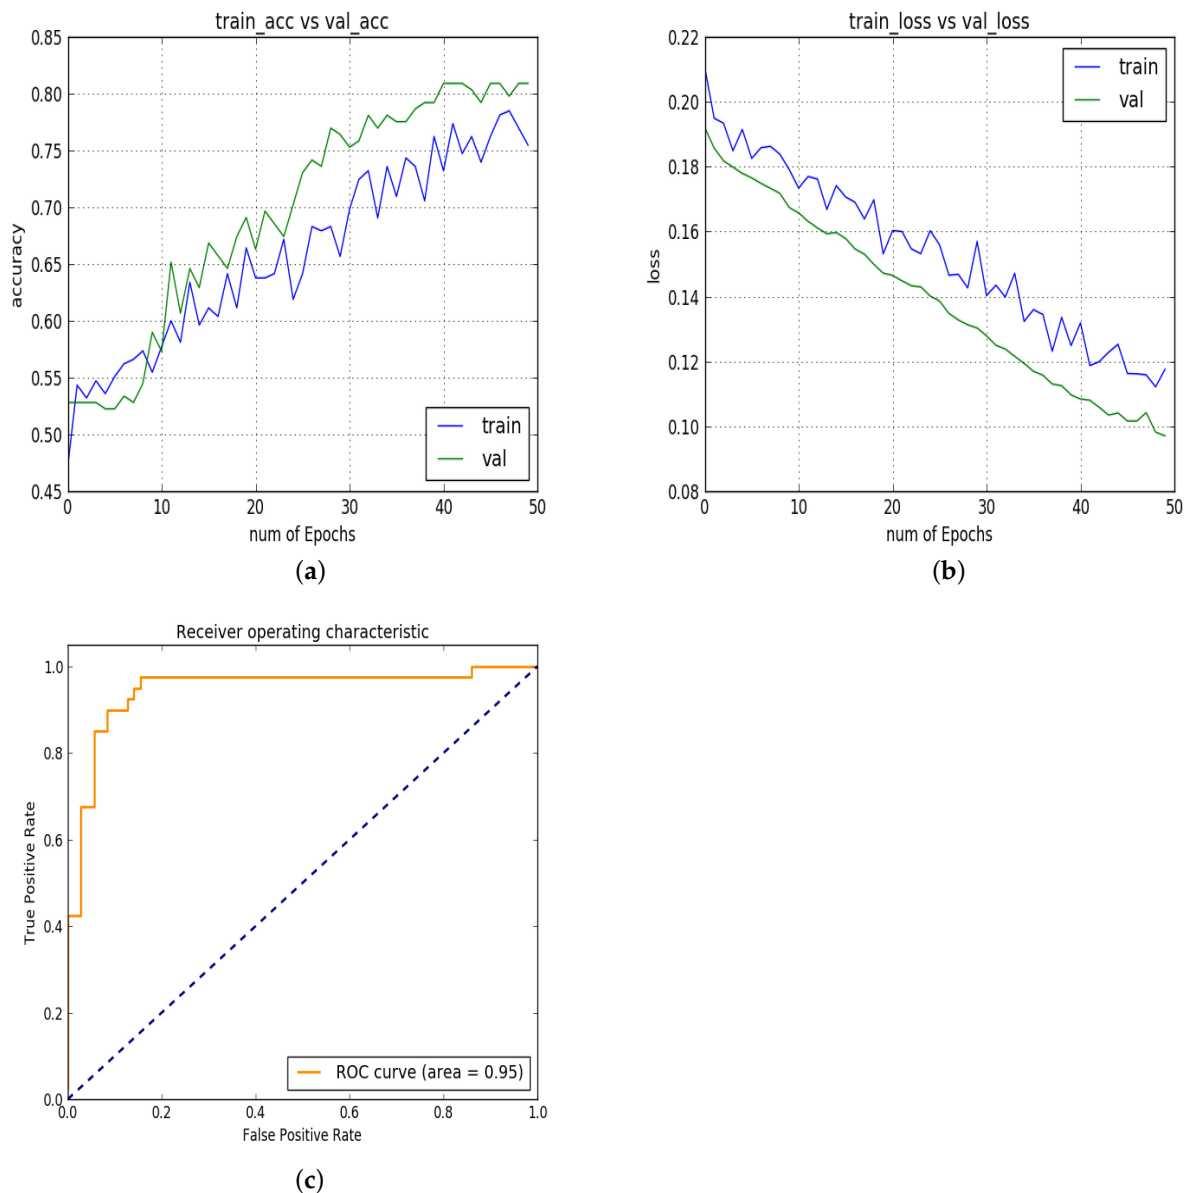 train_acc vs val_acc
0.85
0.80
0.75
0.70
0.65
0.60
0.55
0.50
0.45
accuracy
train
val
0 10 20 30 40 50
num of Epochs
(a)
train_loss vs val_loss
0.22
0.20
0.18
0.16
0.14
0.12
0.10
0.08
loss
train
val
0 10 20 30 40 50
num of Epochs
(b)
Receiver operating characteristic
1.0
0.8
0.6
0.4
0.2
0.0
True Positive Rate
ROC curve (area = 0.95)
0.0 0.2 0.4 0.6 0.8 1.0
False Positive Rate
(c)